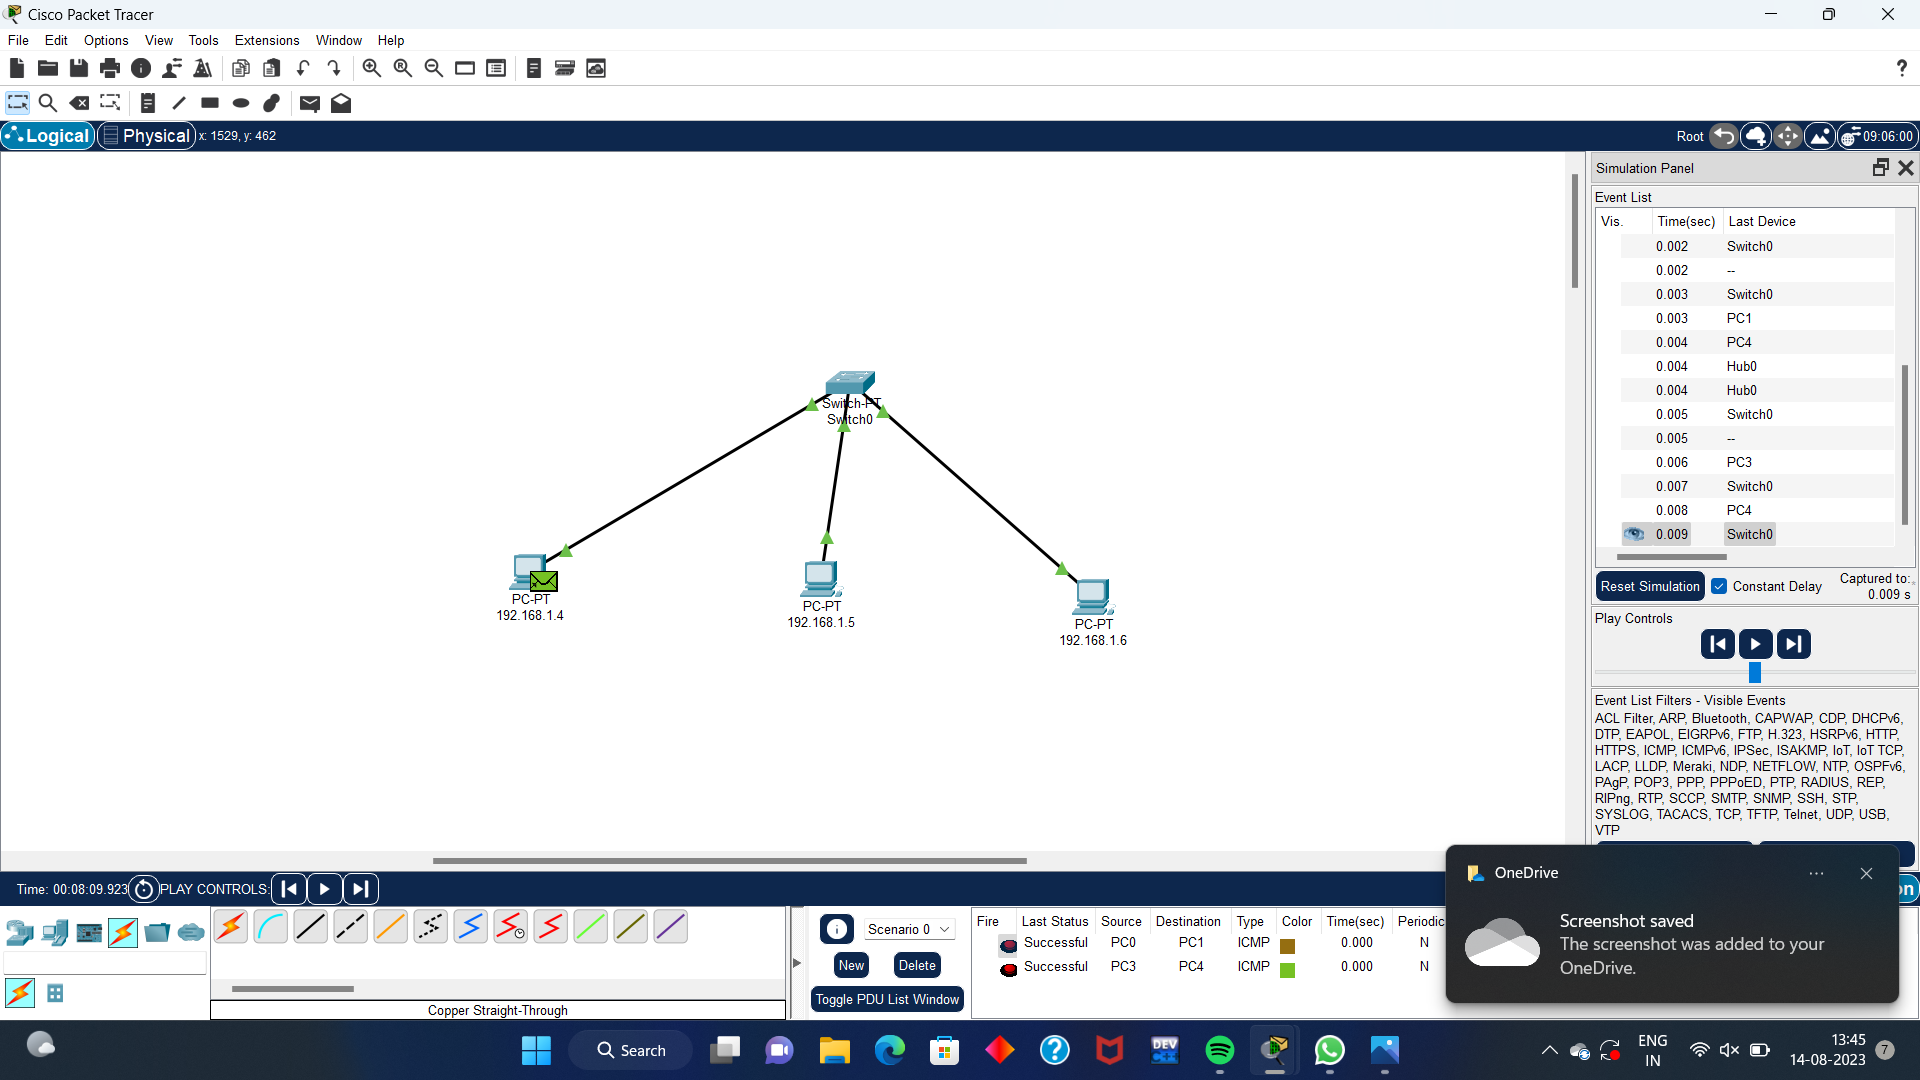 Cisco Packet Tracer
File Edit Options View Tools Extensions Window Help
Logical Physical x: 1529, y: 462 Root 09:06:00
Simulation Panel
Event List
Vis. Time(sec) Last Device
0.002 Switch0
0.002 --
0.003 Switch0
0.003 PC1
0.004 PC4
0.004 Hub0
0.004 Hub0
0.005 Switch0
0.005 --
0.006 PC3
0.007 Switch0
0.008 PC4
0.009 Switch0
Reset Simulation Constant Delay Captured to:
0.009 s
Play Controls
Event List Filters - Visible Events
ACL Filter, ARP, Bluetooth, CAPWAP, CDP, DHCPv6,
DTP, EAPOL, EIGRPv6, FTP, H.323, HSRPv6, HTTP,
HTTPS, ICMP, ICMPv6, IPSec, ISAKMP, IoT, IoT TCP,
LACP, LLDP, Meraki, NDP, NETFLOW, NTP, OSPFv6,
PAgP, POP3, PPP, PPPoED, PTP, RADIUS, REP,
RIPng, RTP, SCCP, SMTP, SNMP, SSH, STP,
SYSLOG, TACACS, TCP, TFTP, Telnet, UDP, USB,
VTP
Switch-PT
Switch0
PC-PT
192.168.1.4
PC-PT
192.168.1.5
PC-PT
192.168.1.6
Time: 00:08:09.923 PLAY CONTROLS:
Copper Straight-Through
Scenario 0
New Delete
Toggle PDU List Window
Fire Last Status Source Destination Type Color Time(sec) Periodic
Successful PC0 PC1 ICMP 0.000 N
Successful PC3 PC4 ICMP 0.000 N
OneDrive
Screenshot saved
The screenshot was added to your
OneDrive.
Search
DEV
C++
ENG
IN
13:45
14-08-2023
7